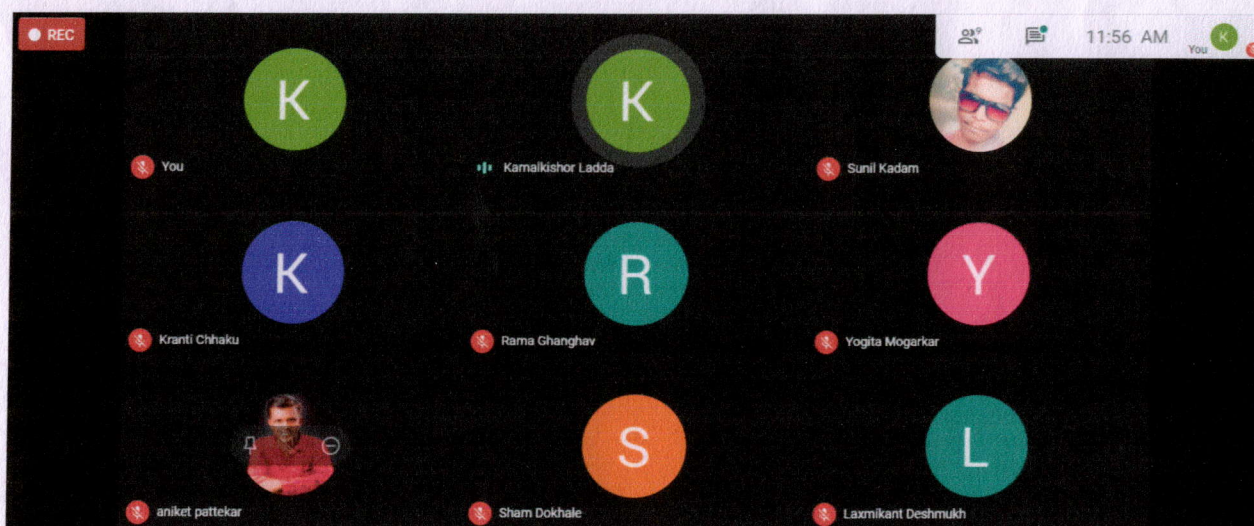 REC
11:56 AM
You
K
K
K
You
Kamalkishor Ladda
Sunil Kadam
K
R
Y
Kranti Chhaku
Rama Ghanghav
Yogita Mogarkar
S
L
aniket pattekar
Sham Dokhale
Laxmikant Deshmukh